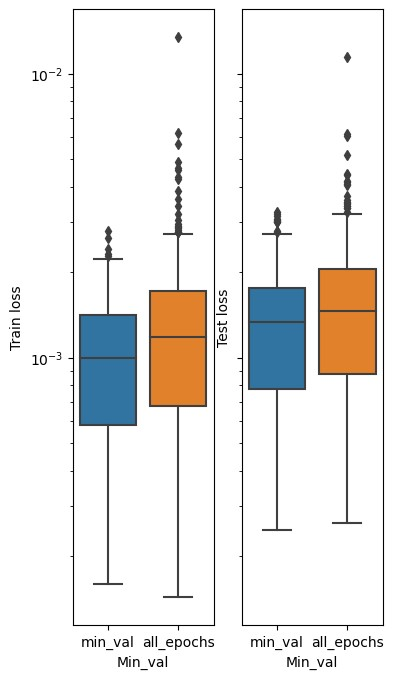 10⁻²
10⁻³
Train loss
min_val all_epochs
Min_val
Test loss
min_val all_epochs
Min_val